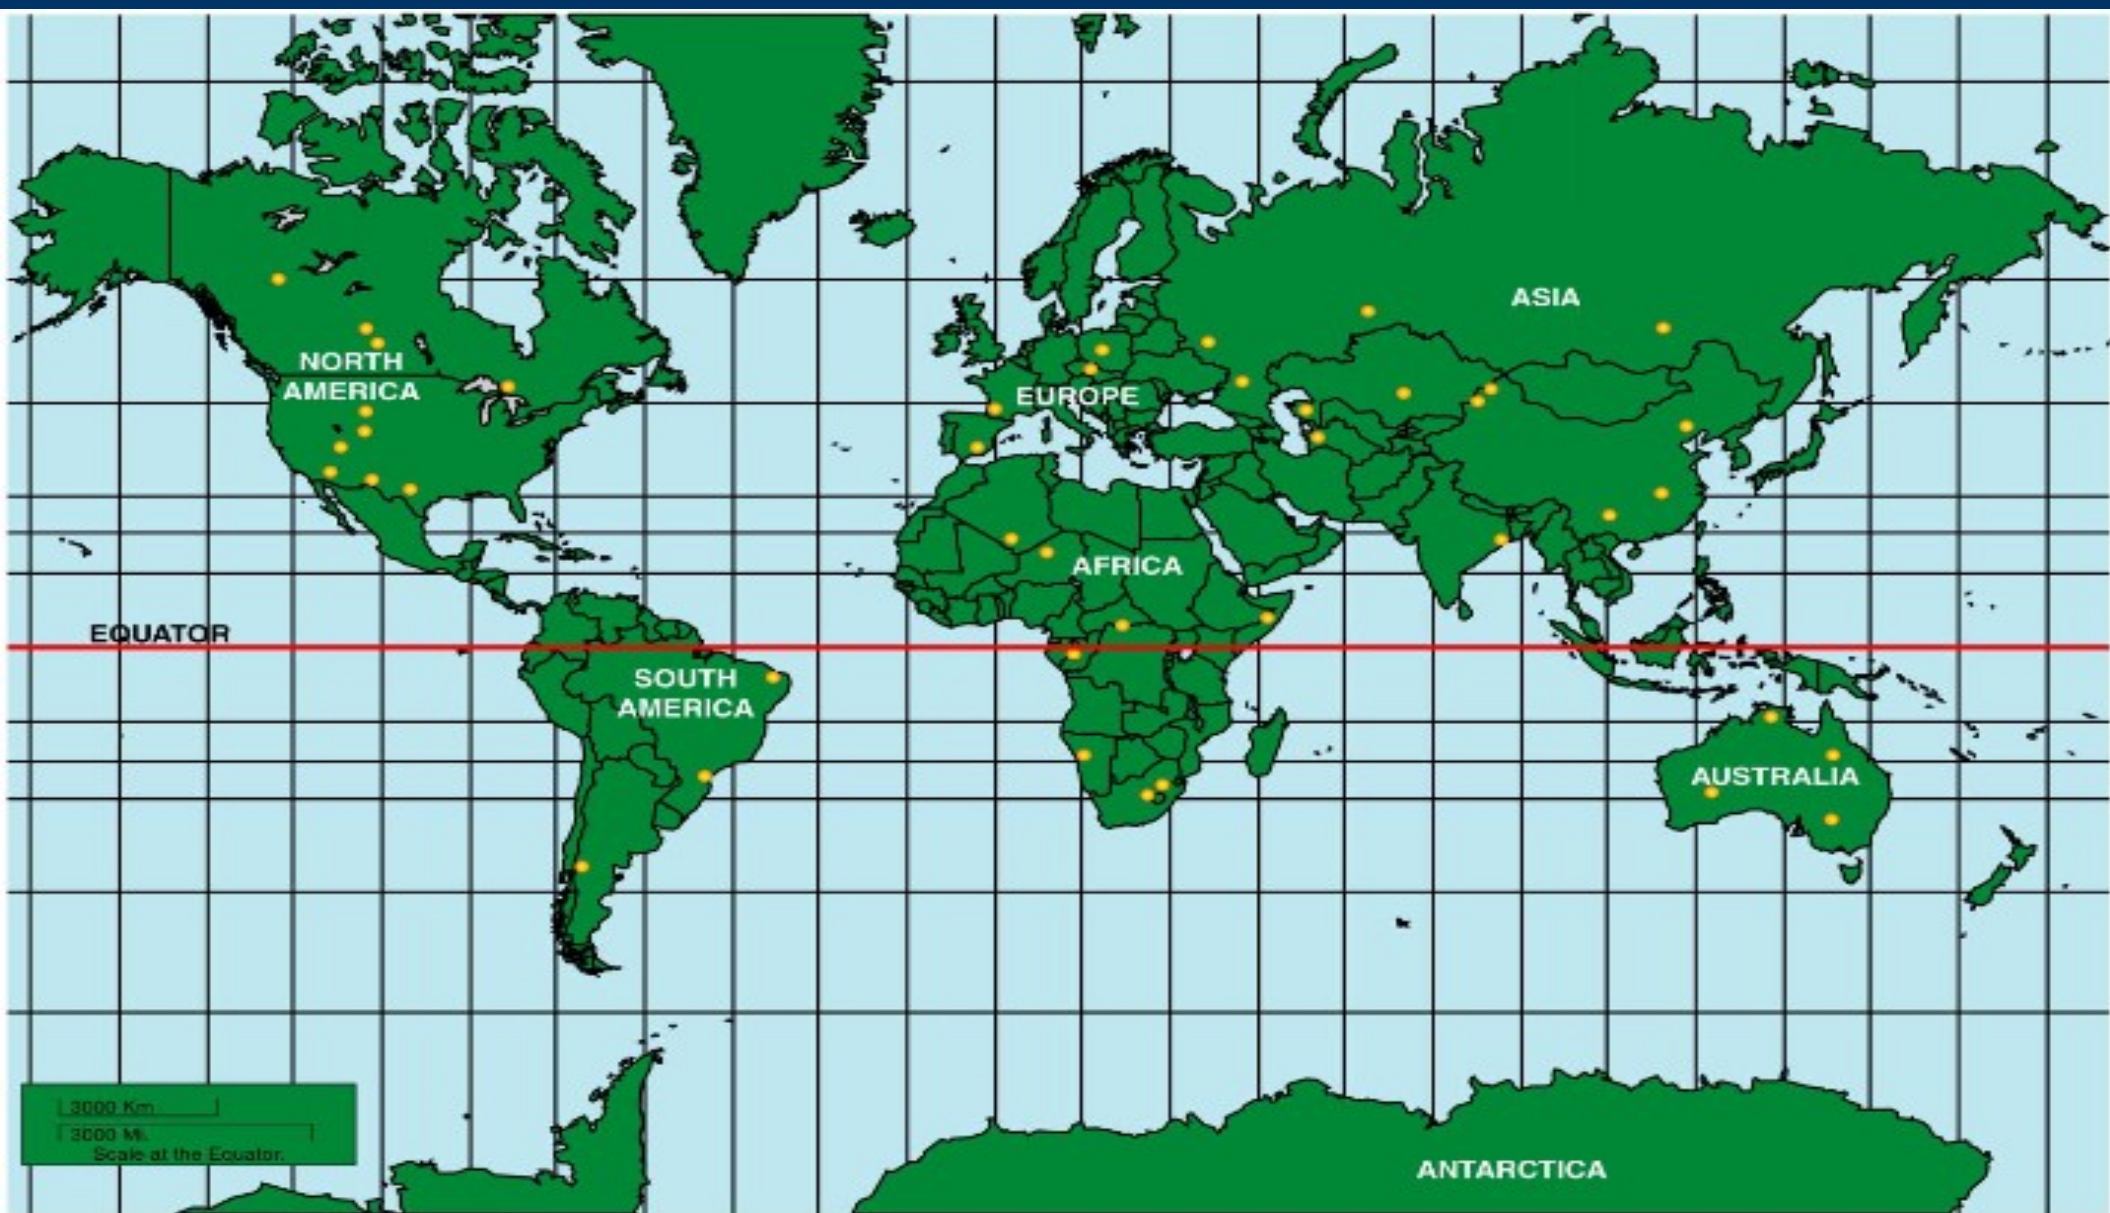 ASIA
NORTH
AMERICA
EUROPE
AFRICA
EQUATOR
SOUTH
AMERICA
AUSTRALIA
3000 Km
3000 Mi.
Scale at the Equator.
ANTARCTICA